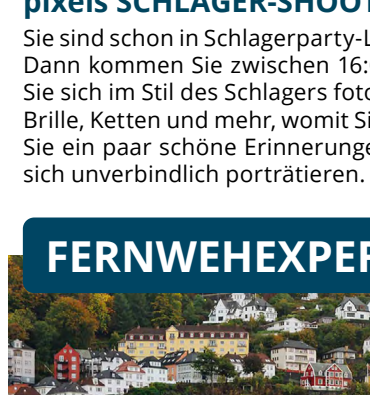 pixels SCHLAGER-SHOOT
Sie sind schon in Schlagerparty-L
Dann kommen Sie zwischen 16:
Sie sich im Stil des Schlagers foto
Brille, Ketten und mehr, womit Si
Sie ein paar schöne Erinnerunge
sich unverbindlich porträtieren.
FERNWEHEXPER